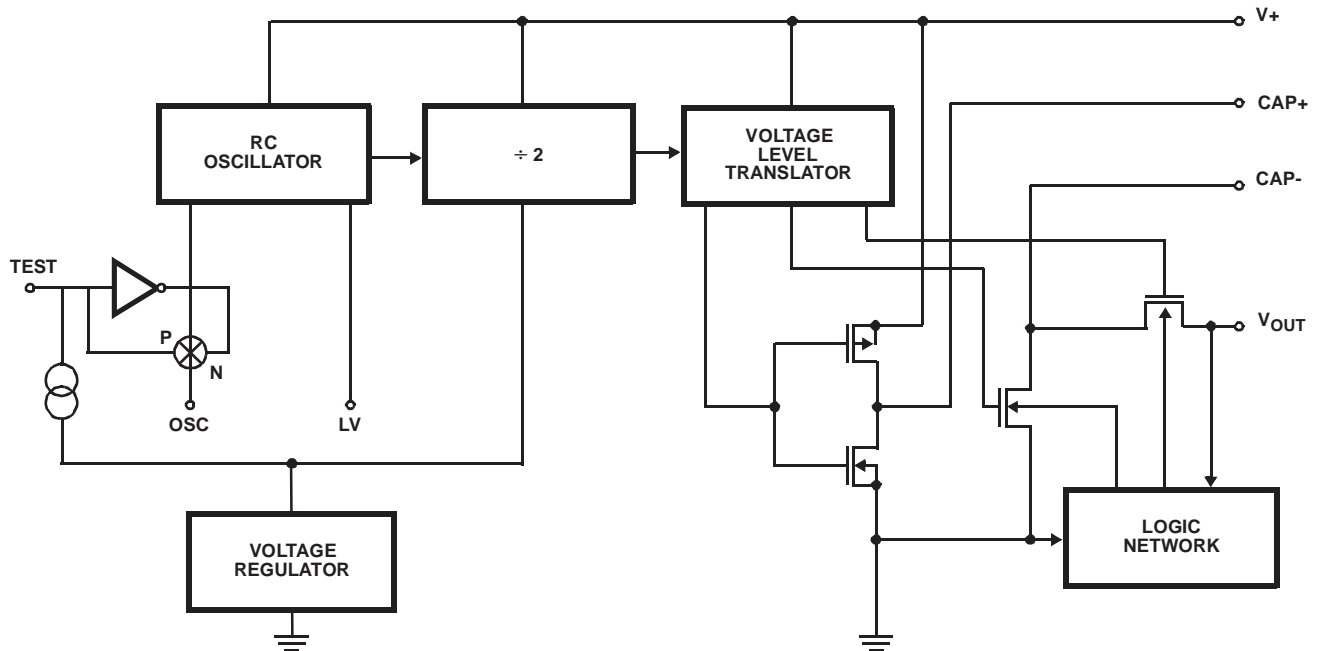 V+
CAP+
RC
OSCILLATOR
÷ 2
VOLTAGE
LEVEL
TRANSLATOR
CAP-
TEST
P
N
OSC
LV
VOUT
VOLTAGE
REGULATOR
LOGIC
NETWORK